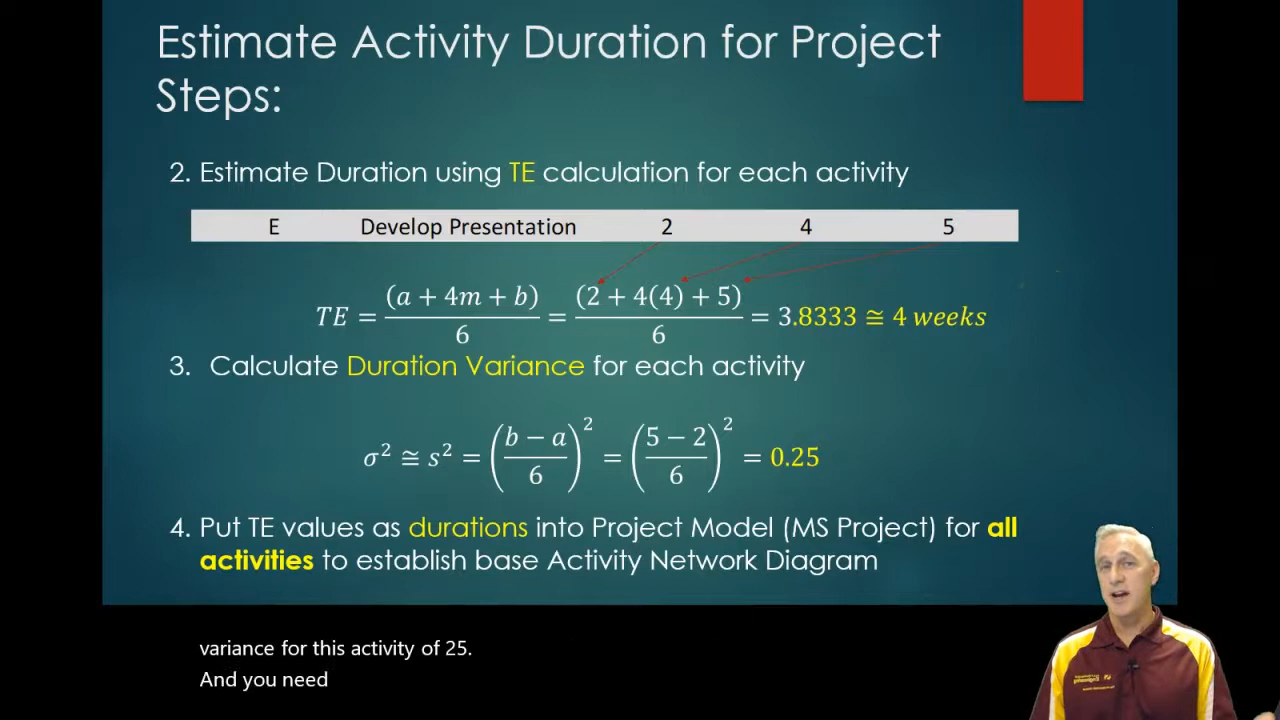 Estimate Activity Duration for Project
Steps:
2. Estimate Duration using TE calculation for each activity
E Develop Presentation 2 4 5
TE = (a + 4m + b) / 6 = (2 + 4(4) + 5) / 6 = 3.8333 ≅ 4 weeks
3. Calculate Duration Variance for each activity
σ² ≅ s² = ((b − a) / 6)² = ((5 − 2) / 6)² = 0.25
4. Put TE values as durations into Project Model (MS Project) for all
activities to establish base Activity Network Diagram
variance for this activity of 25.
And you need